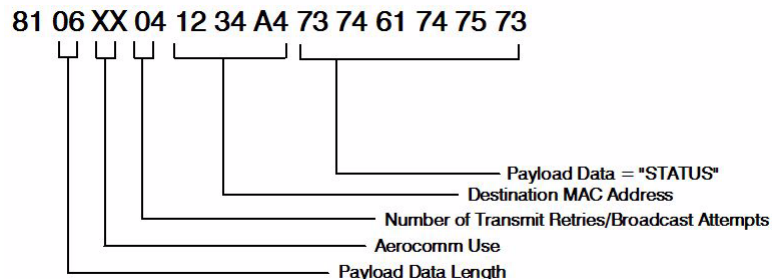 81 06 XX 04 12 34 A4 73 74 61 74 75 73
Payload Data = "STATUS"
Destination MAC Address
Number of Transmit Retries/Broadcast Attempts
Aerocomm Use
Payload Data Length